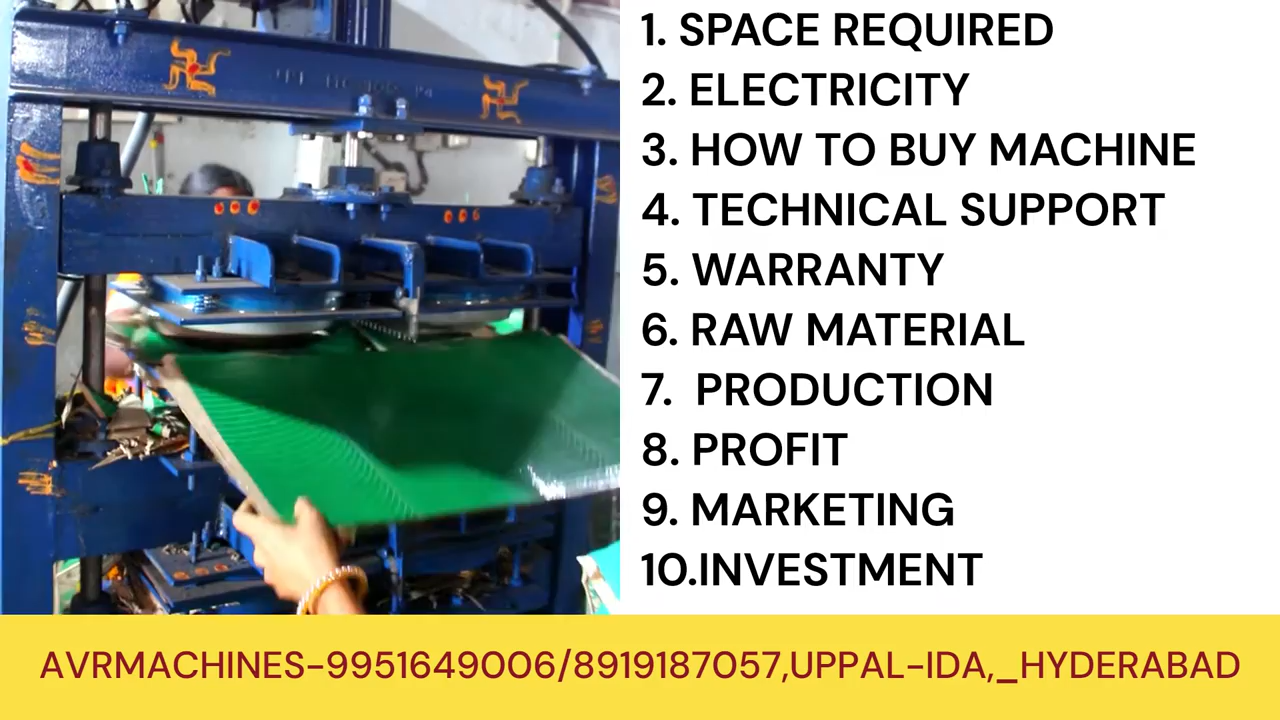 1. SPACE REQUIRED
2. ELECTRICITY
3. HOW TO BUY MACHINE
4. TECHNICAL SUPPORT
5. WARRANTY
6. RAW MATERIAL
7. PRODUCTION
8. PROFIT
9. MARKETING
10.INVESTMENT
AVRMACHINES-9951649006/8919187057,UPPAL-IDA,_HYDERABAD